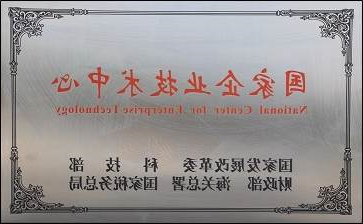 国家企业技术中心
National Center for Enterprise Technology
国家发展改革委 科技部
财政部 海关总署 国家税务总局